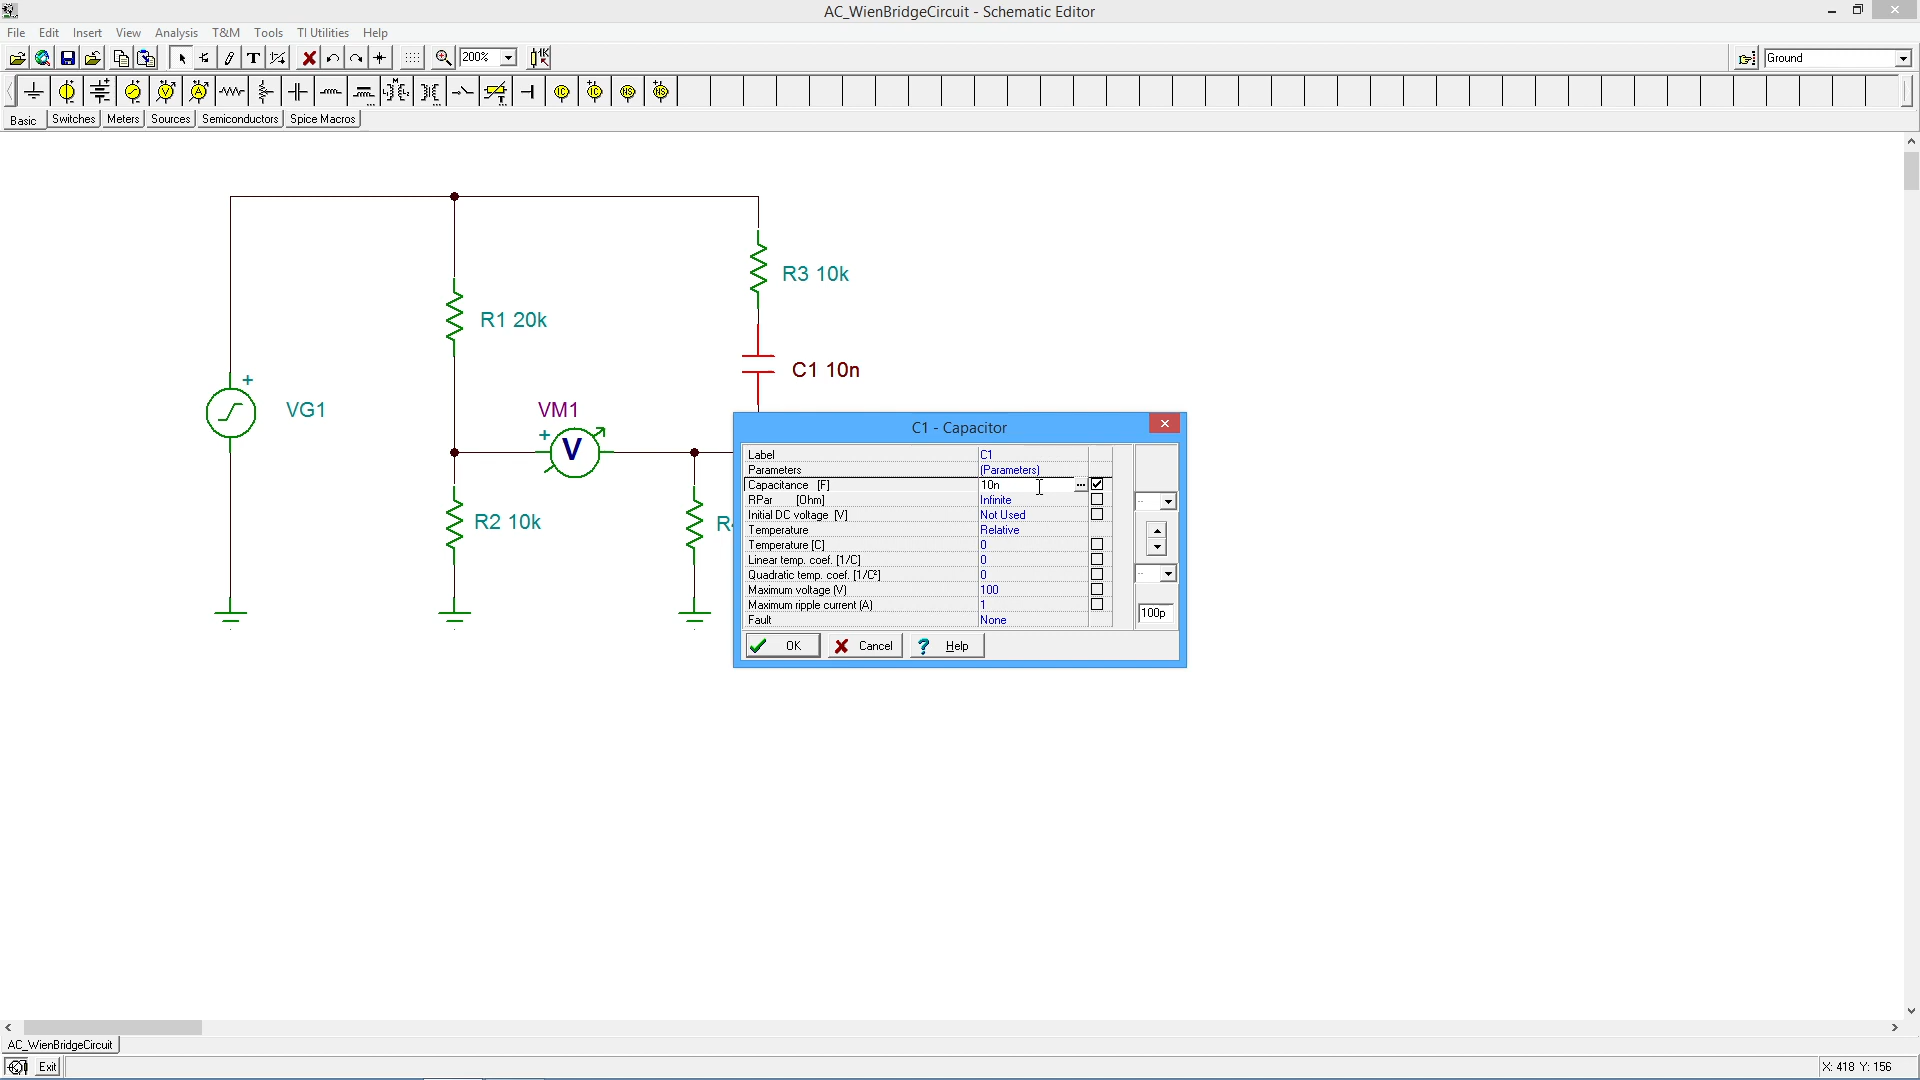 AC_WienBridgeCircuit - Schematic Editor
File Edit Insert View Analysis T&M Tools TI Utilities Help
200% Ground
Basic Switches Meters Sources Semiconductors Spice Macros
R3 10k
R1 20k
C1 10n
+
VG1
VM1
+
V
R2 10k
C1 - Capacitor
Label C1
Parameters (Parameters)
Capacitance [F] 10n ...
RPar [Ohm] Infinite
Initial DC voltage [V] Not Used
Temperature Relative
Temperature [C] 0
Linear temp. coef. [1/C] 0
Quadratic temp. coef. [1/C²] 0
Maximum voltage (V) 100
Maximum ripple current (A) 1
Fault None
100p
OK Cancel ? Help
AC_WienBridgeCircuit
Exit
X: 418 Y: 156